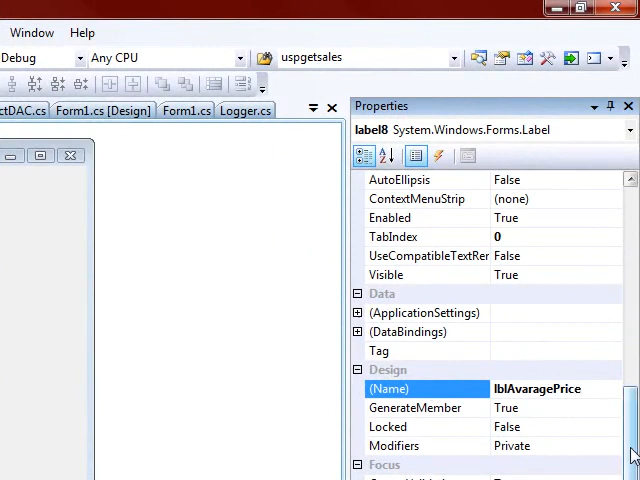 Window Help
Debug Any CPU uspgetsales
ctDAC.cs Form1.cs [Design] Form1.cs Logger.cs
Properties
label8 System.Windows.Forms.Label
AutoEllipsis False
ContextMenuStrip (none)
Enabled True
TabIndex 0
UseCompatibleTextRer False
Visible True
Data
(ApplicationSettings)
(DataBindings)
Tag
Design
(Name) lblAvaragePrice
GenerateMember True
Locked False
Modifiers Private
Focus